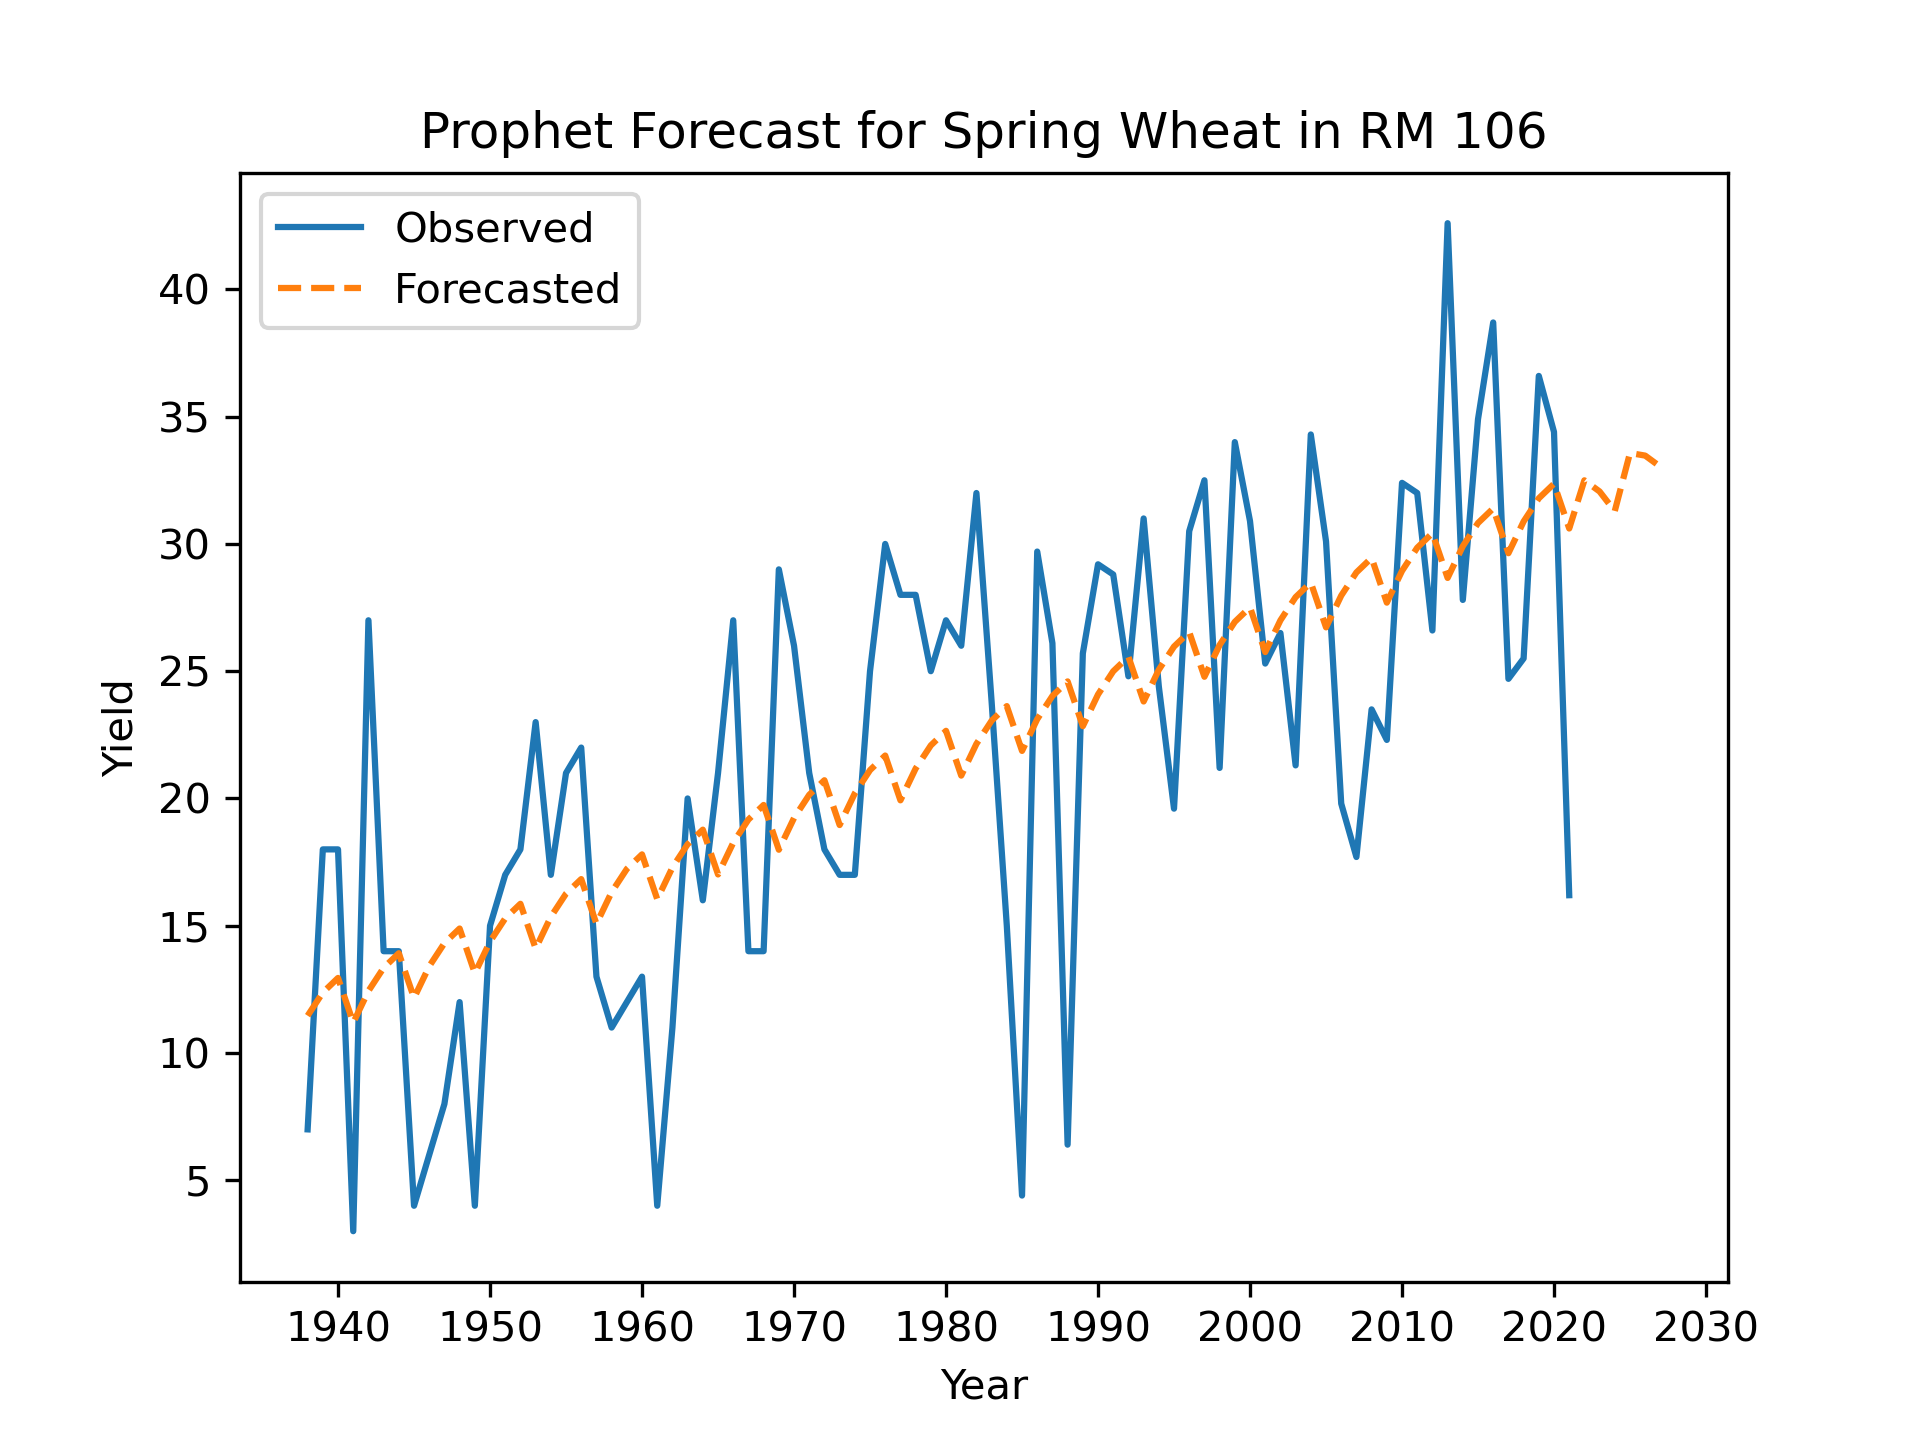 Prophet Forecast for Spring Wheat in RM 106
Observed
Forecasted
40
35
30
25
20
15
10
5
Yield
1940 1950 1960 1970 1980 1990 2000 2010 2020 2030
Year